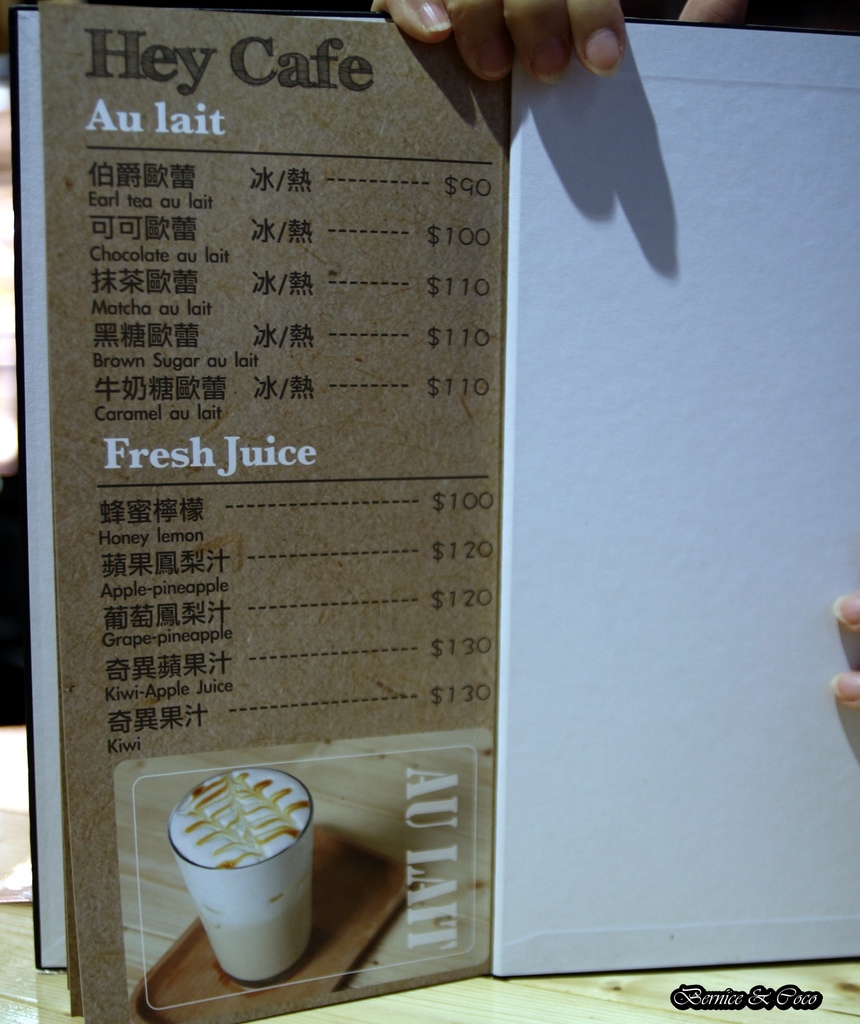 Hey Cafe
Au lait
伯爵歐蕾 冰/熱 ---------- $90
Earl tea au lait
可可歐蕾 冰/熱 -------- $100
Chocolate au lait
抹茶歐蕾 冰/熱 -------- $110
Matcha au lait
黑糖歐蕾 冰/熱 -------- $110
Brown Sugar au lait
牛奶糖歐蕾 冰/熱 -------- $110
Caramel au lait
Fresh Juice
蜂蜜檸檬 -------------------- $100
Honey lemon
蘋果鳳梨汁 ------------------ $120
Apple-pineapple
葡萄鳳梨汁 ------------------ $120
Grape-pineapple
奇異蘋果汁 ------------------ $130
Kiwi-Apple Juice
奇異果汁 -------------------- $130
Kiwi
AU LAIT
Bernice & Coco